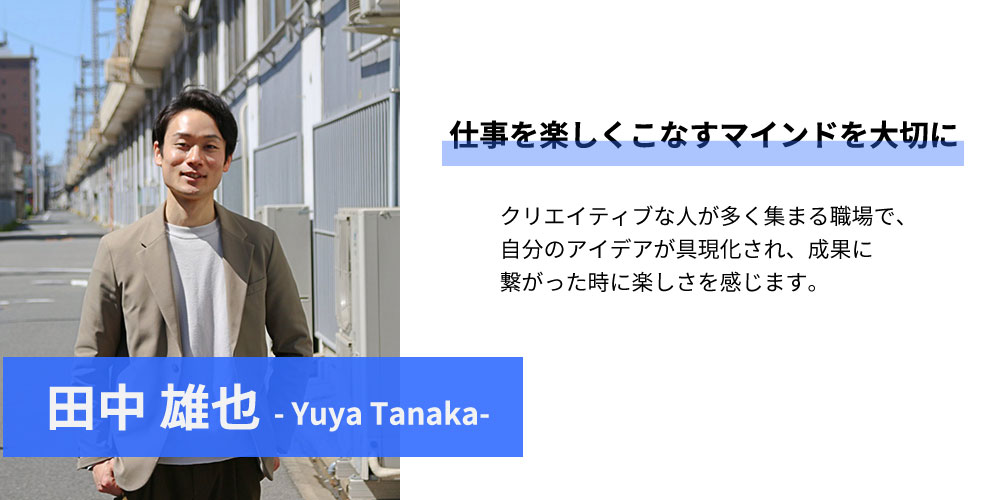 仕事を楽しくこなすマインドを大切に
クリエイティブな人が多く集まる職場で、
自分のアイデアが具現化され、成果に
繋がった時に楽しさを感じます。
田中 雄也 - Yuya Tanaka-